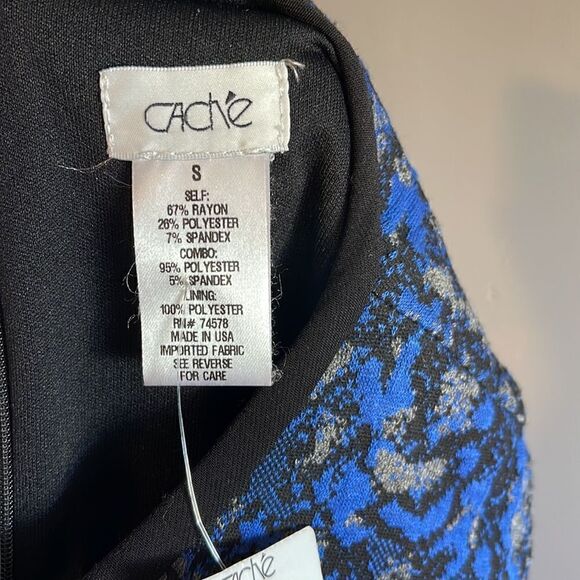 CACHÉ
S
SELF:
67% RAYON
26% POLYESTER
7% SPANDEX
COMBO:
95% POLYESTER
5% SPANDEX
LINING:
100% POLYESTER
RN# 74578
MADE IN USA
IMPORTED FABRIC
SEE REVERSE
FOR CARE
CACHÉ